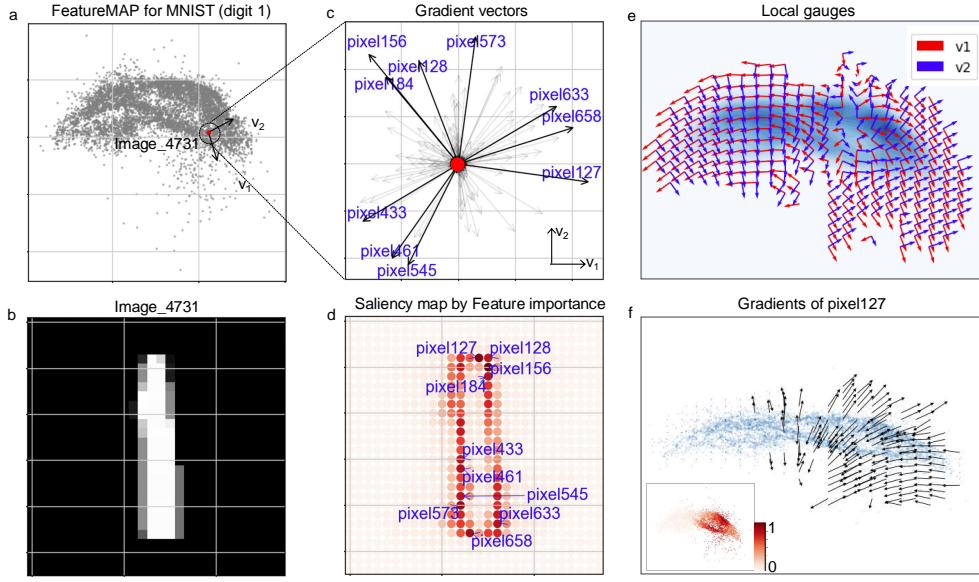 a
FeatureMAP for MNIST (digit 1)
v2
Image_4731
v1
c
Gradient vectors
pixel156
pixel573
pixel128
pixel184
pixel633
pixel658
pixel127
pixel433
pixel461
pixel545
v2
v1
e
Local gauges
v1
v2
b
Image_4731
d
Saliency map by Feature importance
pixel127
pixel128
pixel156
pixel184
pixel433
pixel461
pixel545
pixel573
pixel633
pixel658
f
Gradients of pixel127
1
0